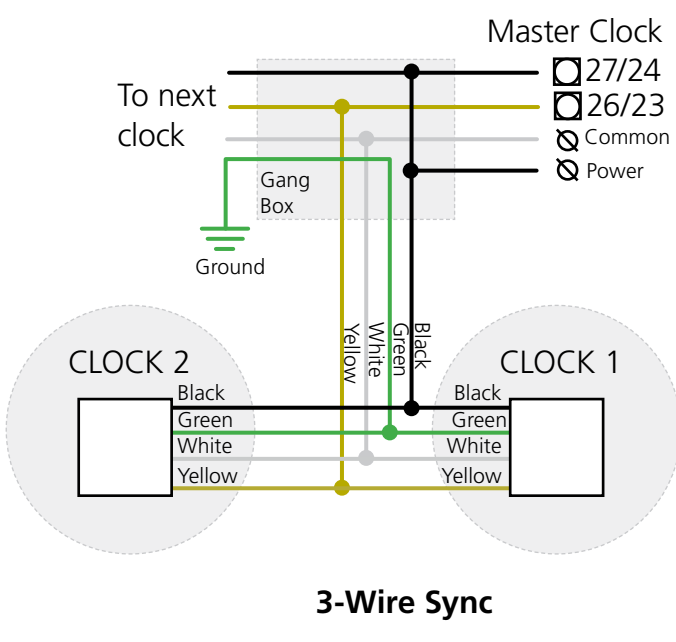 Master Clock
27/24
26/23
Common
Power
To next
clock
Gang
Box
Ground
Yellow
White
Green
Black
CLOCK 2
Black
Green
White
Yellow
CLOCK 1
Black
Green
White
Yellow
3-Wire Sync